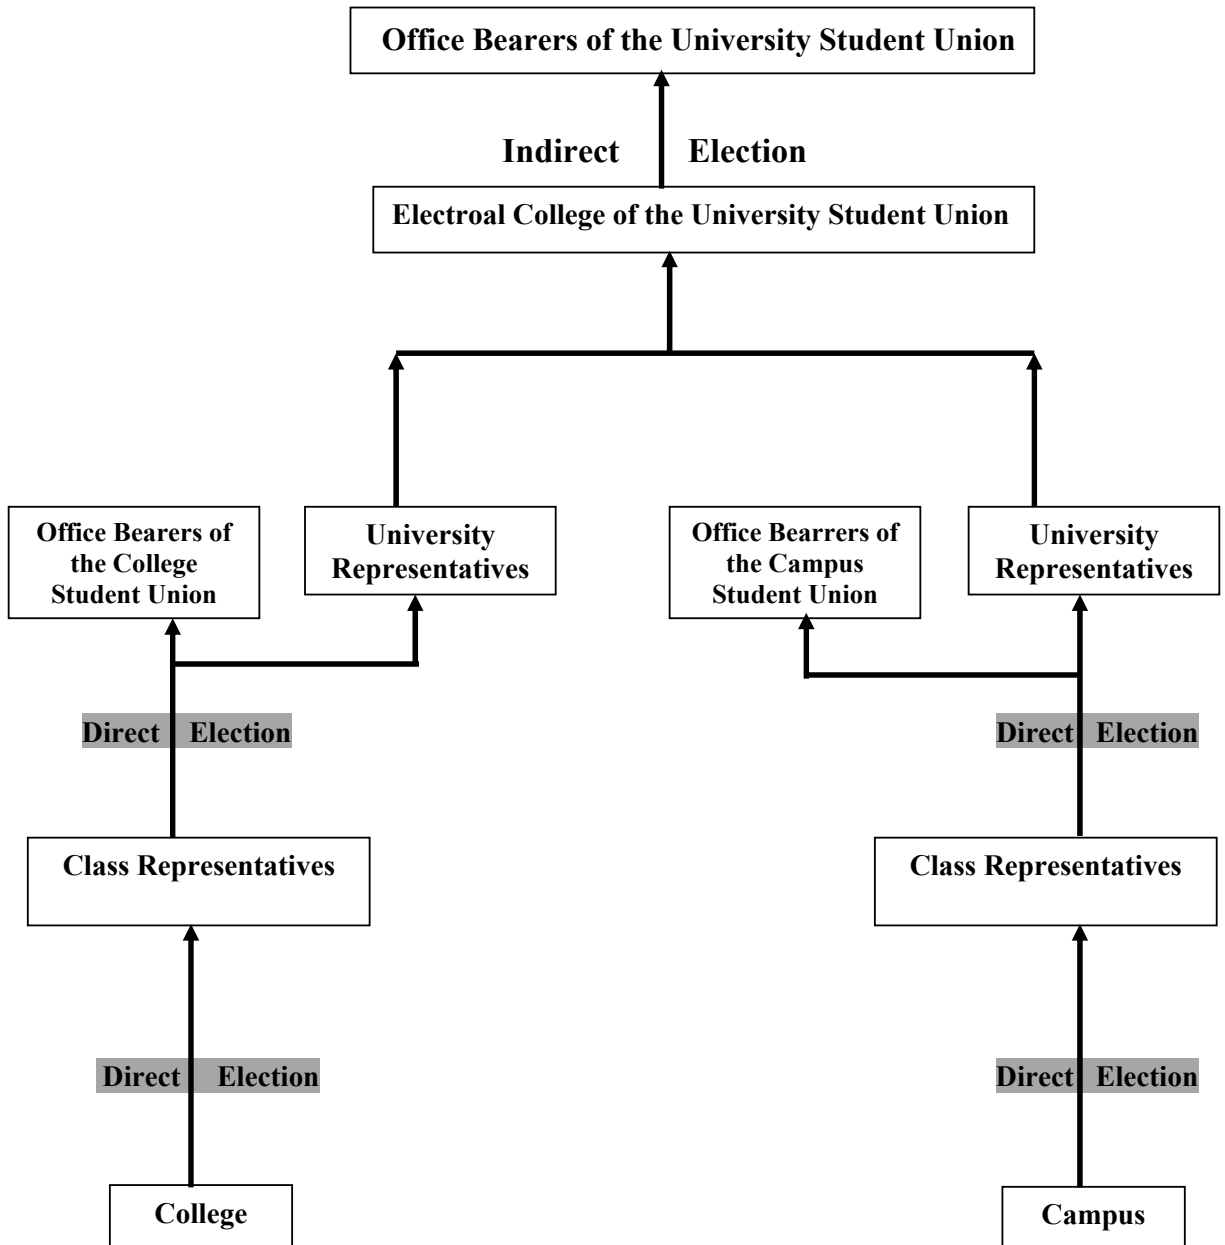 Office Bearers of the University Student Union
Indirect Election
Electroal College of the University Student Union
Office Bearers of
the College
Student Union
University
Representatives
Office Bearrers of
the Campus
Student Union
University
Representatives
Direct Election
Direct Election
Class Representatives
Class Representatives
Direct Election
Direct Election
College
Campus